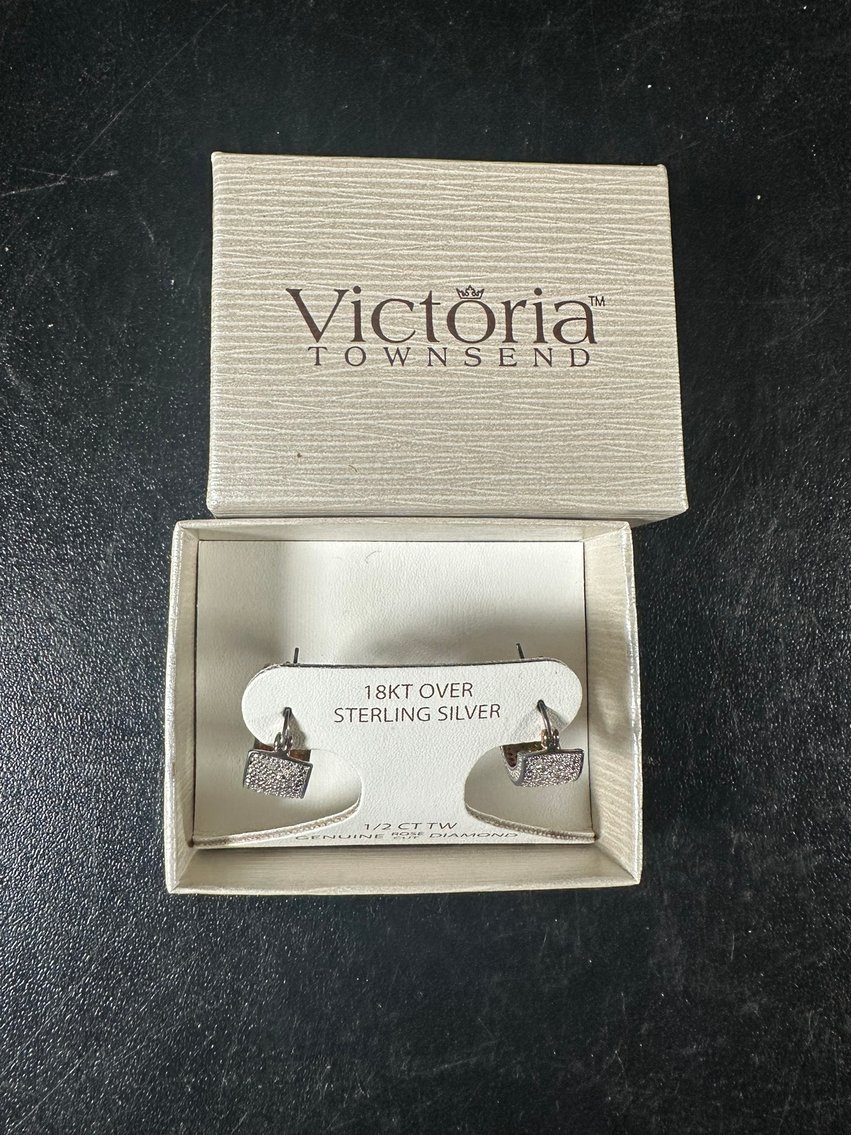 Victoria™
TOWNSEND
18KT OVER
STERLING SILVER
1/2 CT TW
GENUINE ROSE CUT DIAMOND